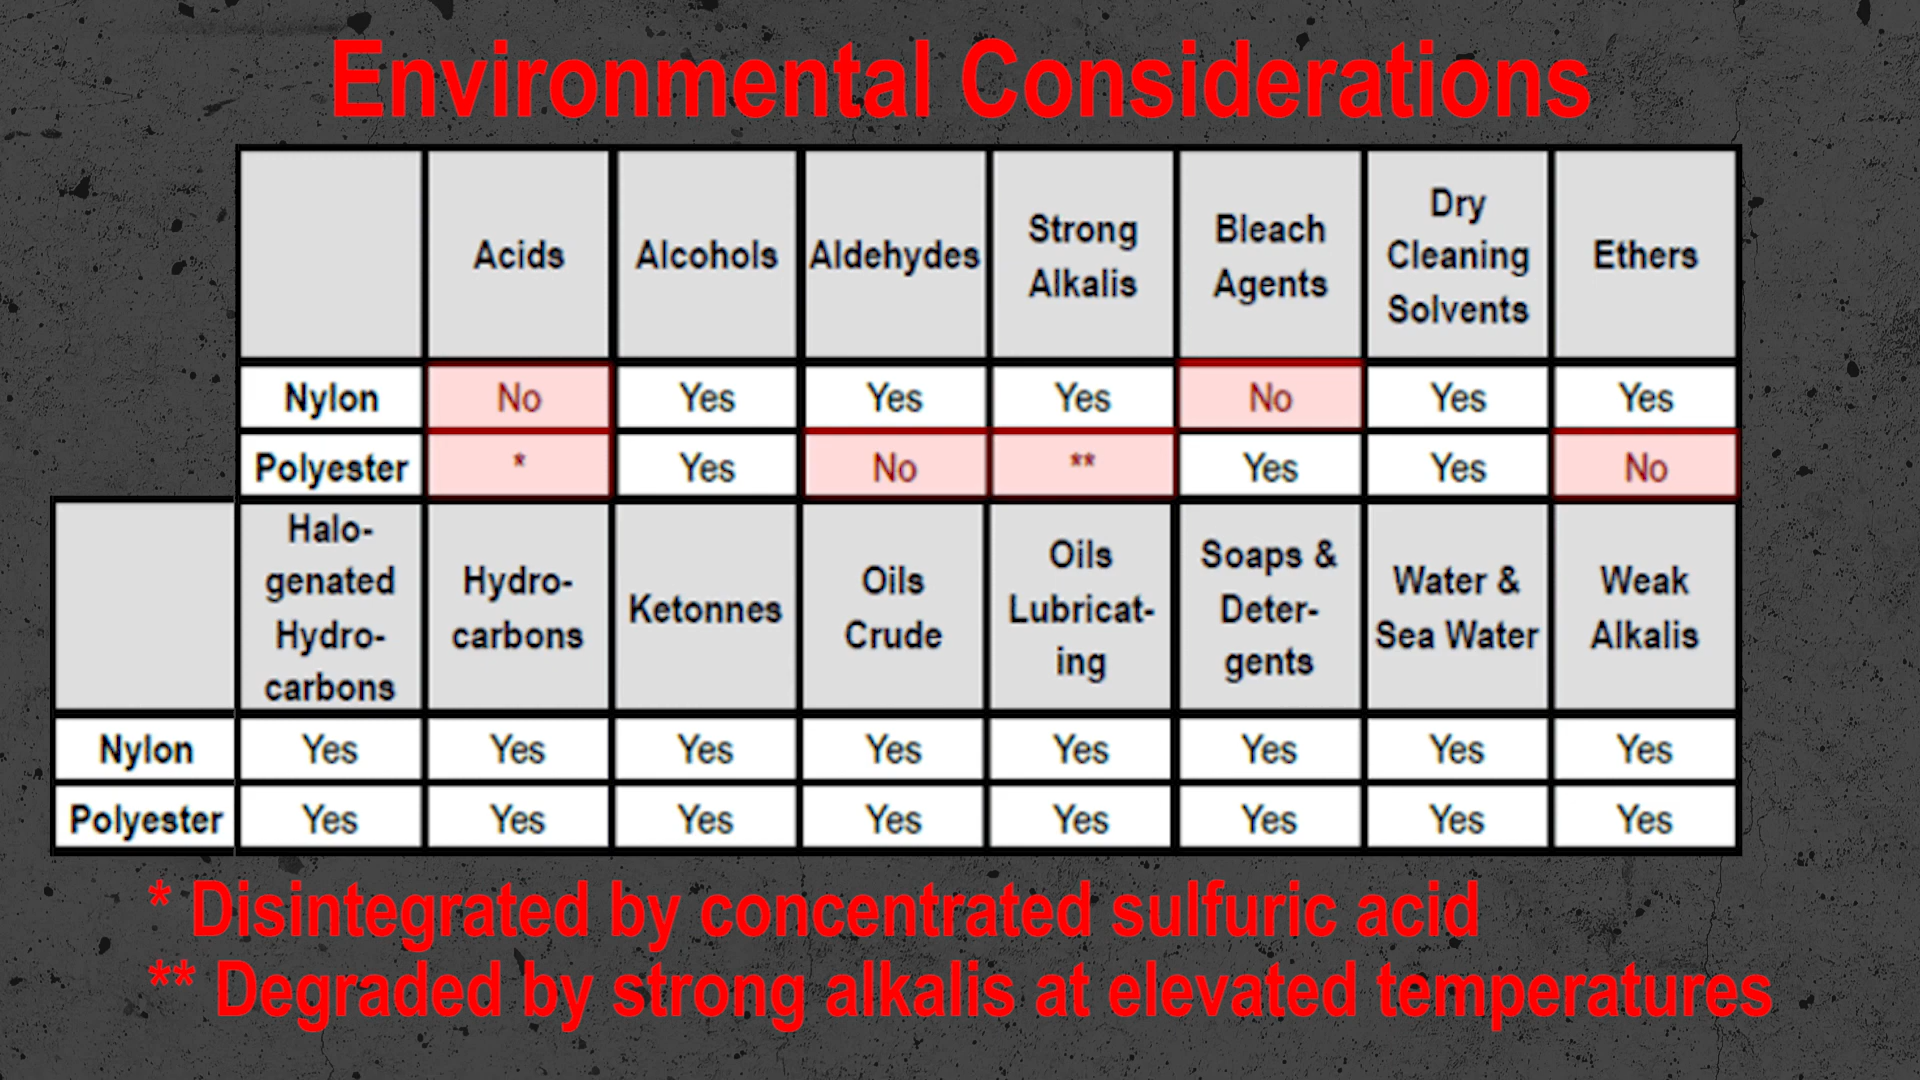 Environmental Considerations
Acids Alcohols Aldehydes Strong Alkalis Bleach Agents Dry Cleaning Solvents Ethers
Nylon No Yes Yes Yes No Yes Yes
Polyester * Yes No ** Yes Yes No
Halo-genated Hydro-carbons Hydro-carbons Ketonnes Oils Crude Oils Lubricat-ing Soaps & Deter-gents Water & Sea Water Weak Alkalis
Nylon Yes Yes Yes Yes Yes Yes Yes Yes
Polyester Yes Yes Yes Yes Yes Yes Yes Yes
* Disintegrated by concentrated sulfuric acid
** Degraded by strong alkalis at elevated temperatures